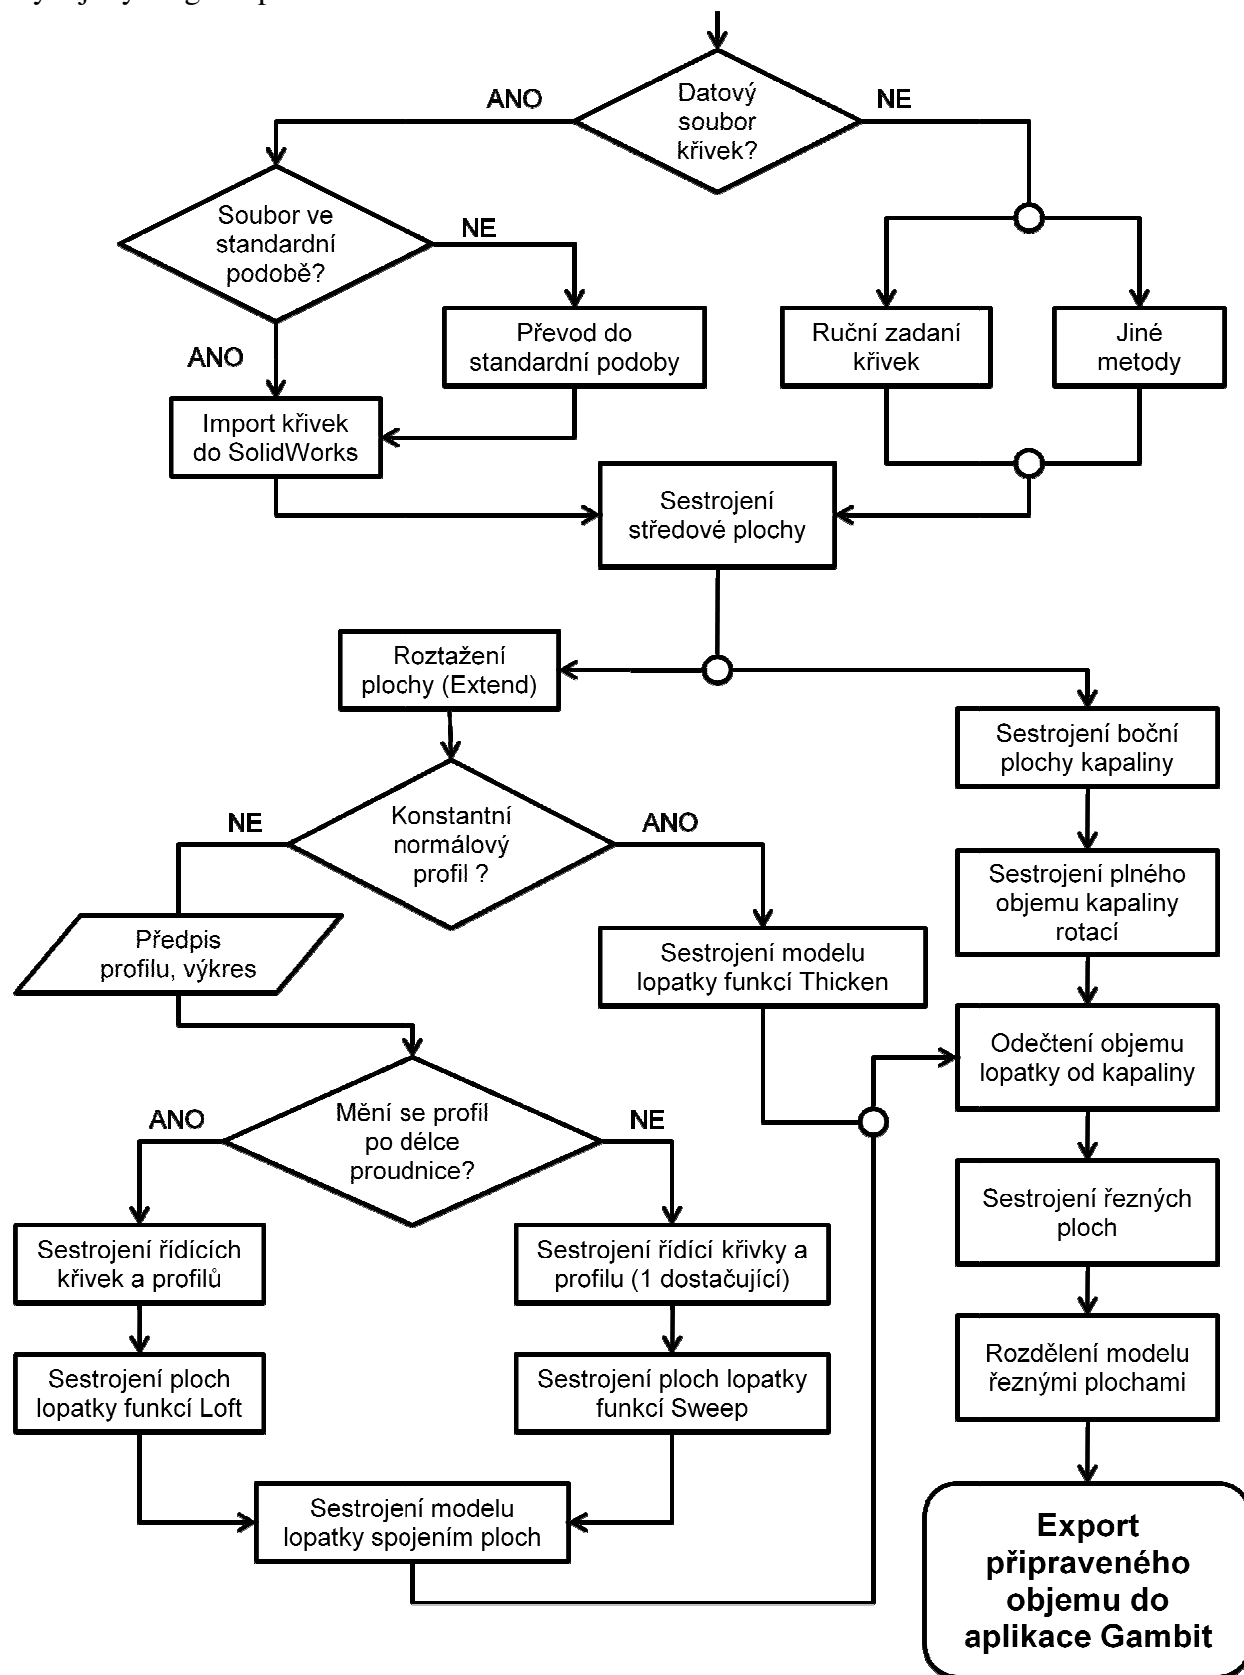 ANO
Datový
soubor
křivek?
NE
Soubor ve
standardní
podobě?
NE
ANO
Převod do
standardní podoby
Ruční zadaní
křivek
Jiné
metody
Import křivek
do SolidWorks
Sestrojení
středové plochy
Roztažení
plochy (Extend)
Sestrojení boční
plochy kapaliny
NE
Konstantní
normálový
profil ?
ANO
Sestrojení plného
objemu kapaliny
rotací
Předpis
profilu, výkres
Sestrojení modelu
lopatky funkcí Thicken
Odečtení objemu
lopatky od kapaliny
ANO
Mění se profil
po délce
proudnice?
NE
Sestrojení řezných
ploch
Sestrojení řídících
křivek a profilů
Sestrojení řídící křivky a
profilu (1 dostačující)
Sestrojení ploch
lopatky funkcí Loft
Sestrojení ploch lopatky
funkcí Sweep
Rozdělení modelu
řeznými plochami
Sestrojení modelu
lopatky spojením ploch
Export
připraveného
objemu do
aplikace Gambit